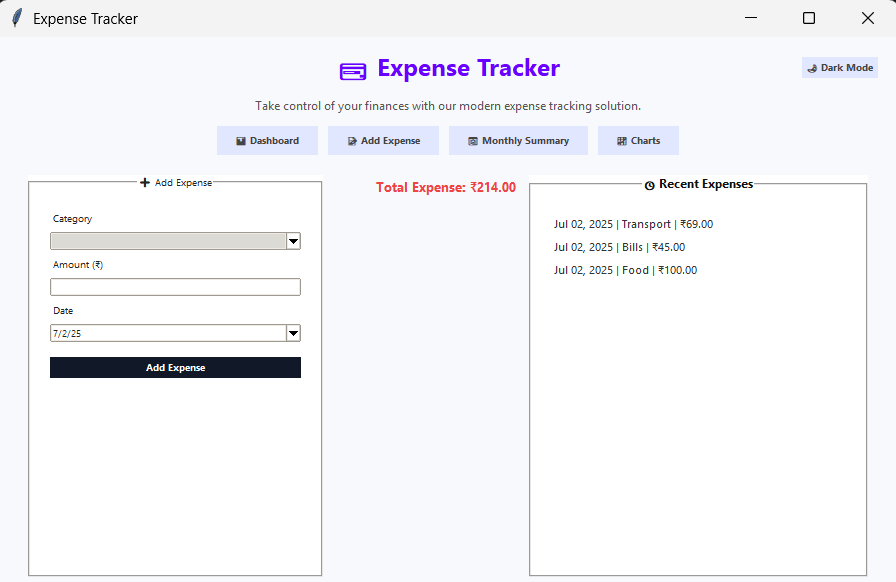 Expense Tracker
Expense Tracker
Dark Mode
Take control of your finances with our modern expense tracking solution.
Dashboard Add Expense Monthly Summary Charts
Add Expense
Category
Amount (₹)
Date
7/2/25
Add Expense
Total Expense: ₹214.00
Recent Expenses
Jul 02, 2025 | Transport | ₹69.00
Jul 02, 2025 | Bills | ₹45.00
Jul 02, 2025 | Food | ₹100.00